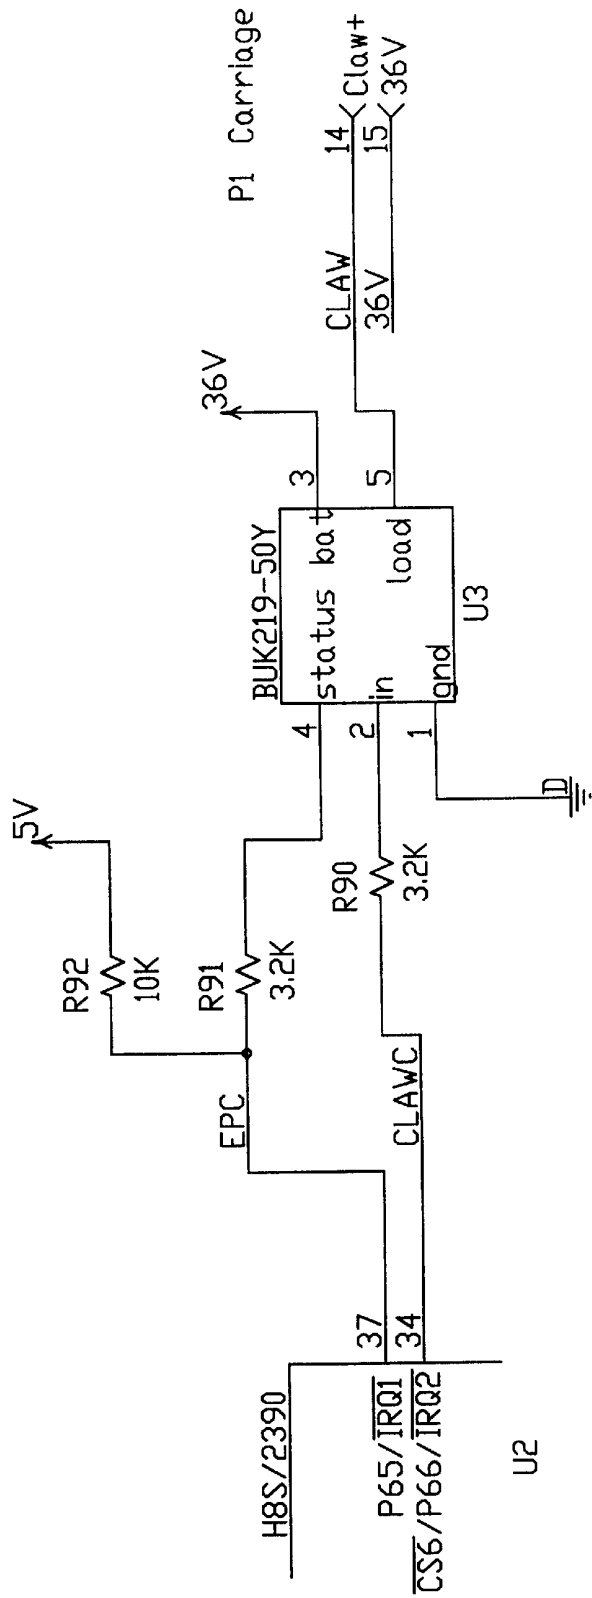 P1 Carriage
14
Claw+
15
36V
CLAW
36V
36V
3
5
BUK219-50Y
status
bat
load
in
gnd
U3
4
2
1
D
5V
R92
10K
R91
3.2K
R90
3.2K
EPC
CLAWC
37
34
H8S/2390
P65/IRQ1
CS6/P66/IRQ2
U2